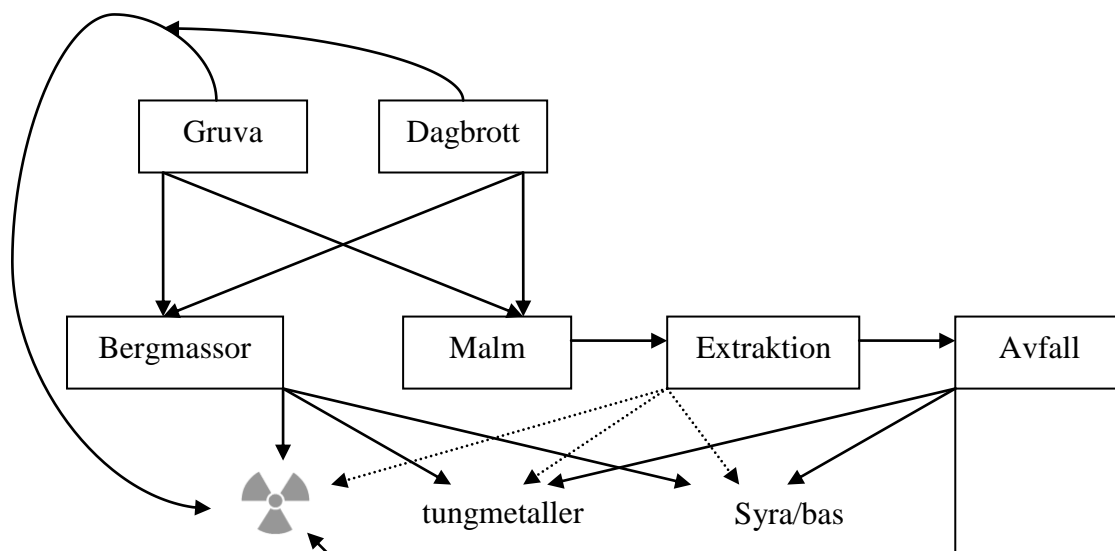 Gruva
Dagbrott
Bergmassor
Malm
Extraktion
Avfall
tungmetaller
Syra/bas